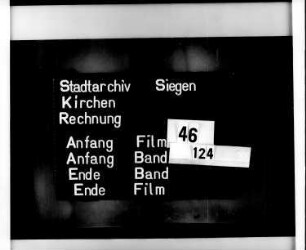 Stadtarchiv Siegen
Kirchen
Rechnung
Anfang Film
Anfang Band
Ende Band
Ende Film
46
124